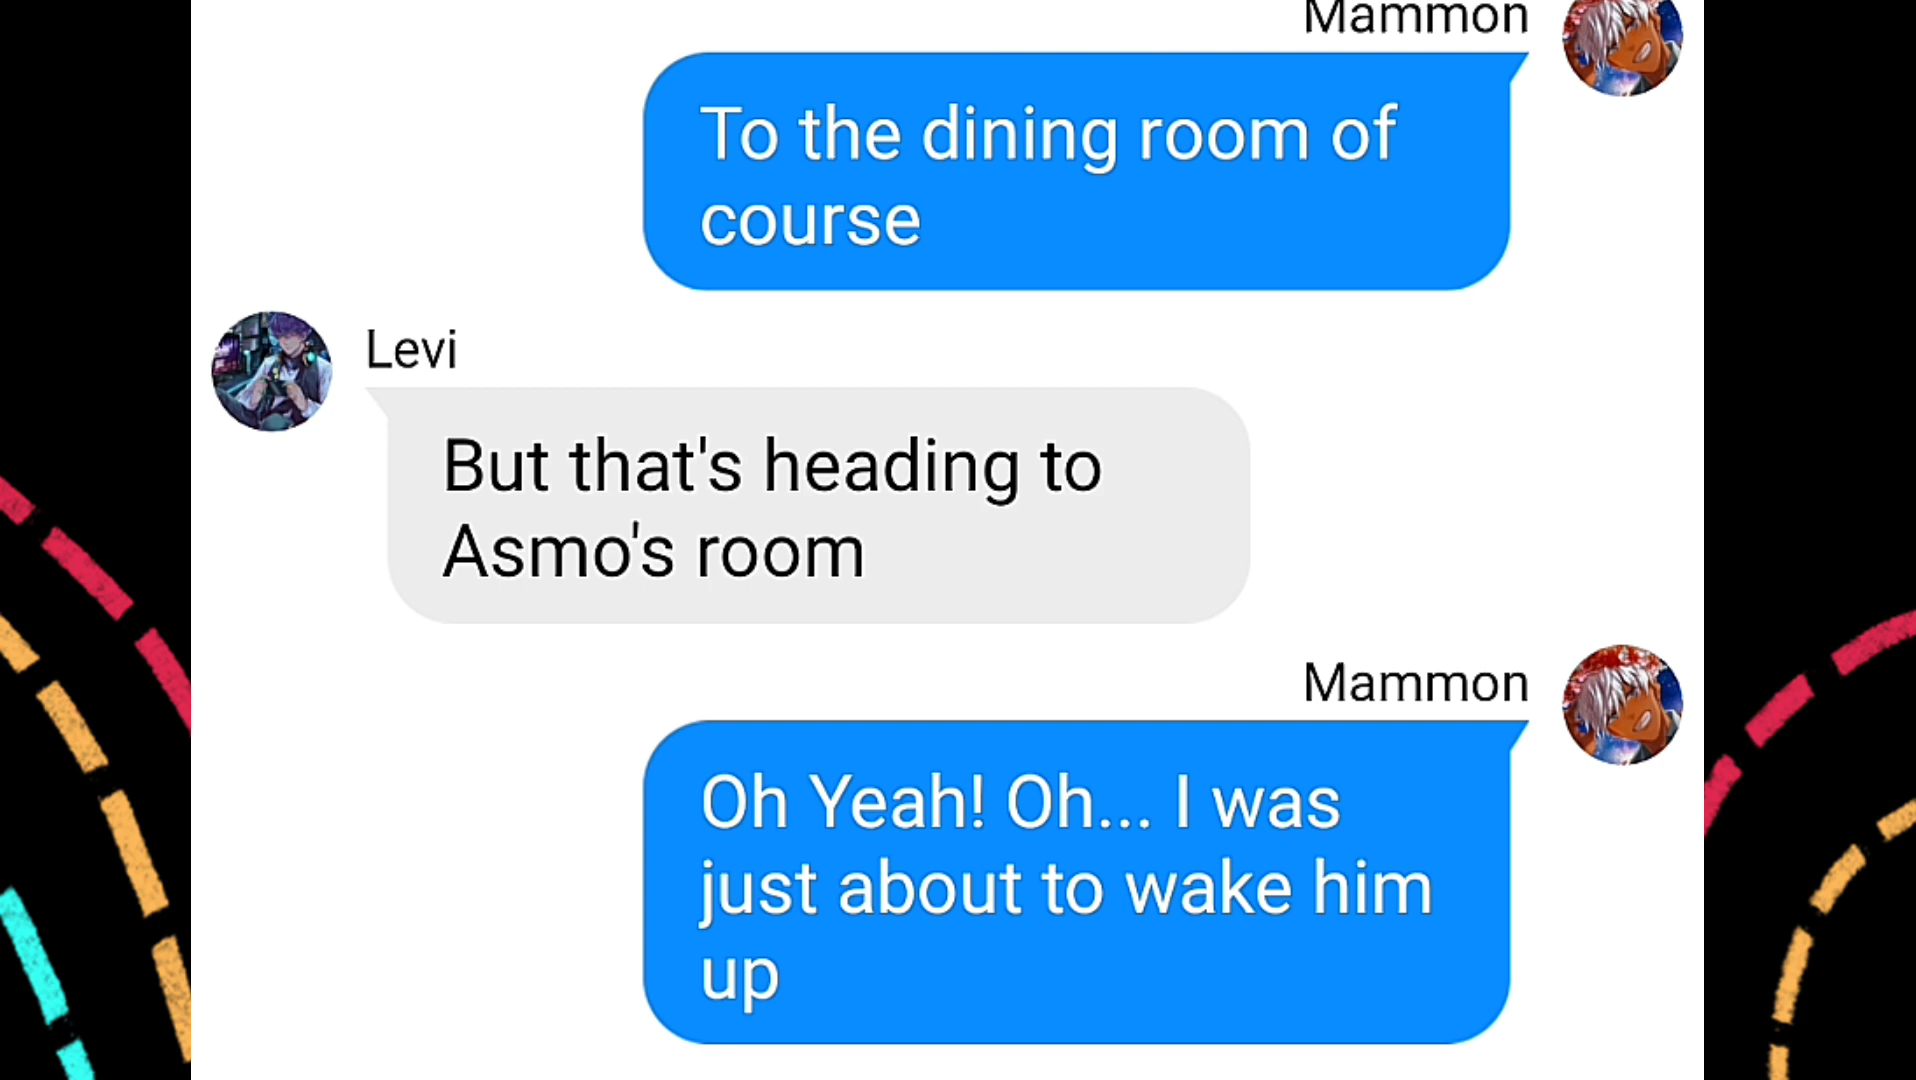 Mammon
To the dining room of
course
Levi
But that's heading to
Asmo's room
Mammon
Oh Yeah! Oh... I was
just about to wake him
up